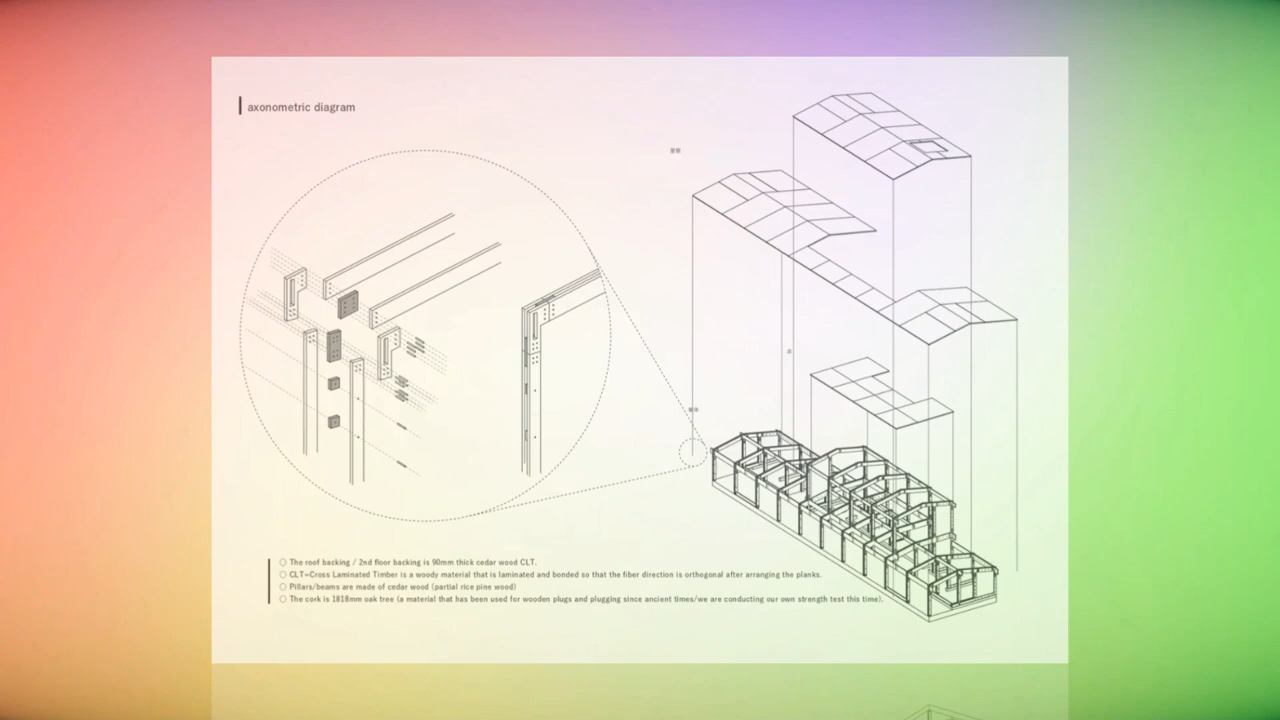 axonometric diagram
○ The roof backing / 2nd floor backing is 90mm thick cedar wood CLT.
○ CLT=Cross Laminated Timber is a woody material that is laminated and bonded so that the fiber direction is orthogonal after arranging the planks.
○ Pillars/beams are made of cedar wood (partial rice pine wood)
○ The cork is 1818mm oak tree (a material that has been used for wooden plugs and plugging since ancient times/we are conducting our own strength test this time).